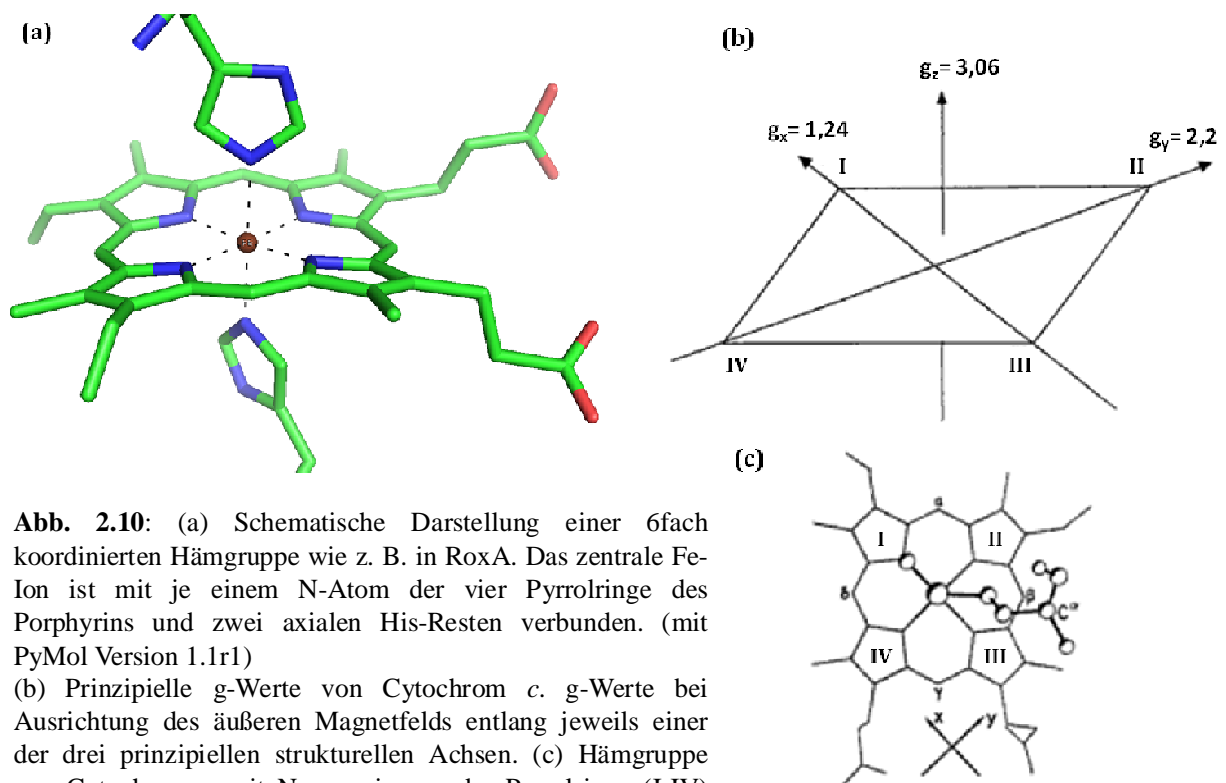 (a)
(b)
g_z= 3,06
g_x= 1,24
g_y= 2,2
I
II
IV
III
(c)
α
I
II
δ
β
C^α
IV
III
γ
x
y
Abb. 2.10: (a) Schematische Darstellung einer 6fach
koordinierten Hämgruppe wie z. B. in RoxA. Das zentrale Fe-
Ion ist mit je einem N-Atom der vier Pyrrolringe des
Porphyrins und zwei axialen His-Resten verbunden. (mit
PyMol Version 1.1r1)
(b) Prinzipielle g-Werte von Cytochrom c. g-Werte bei
Ausrichtung des äußeren Magnetfelds entlang jeweils einer
der drei prinzipiellen strukturellen Achsen. (c) Hämgruppe